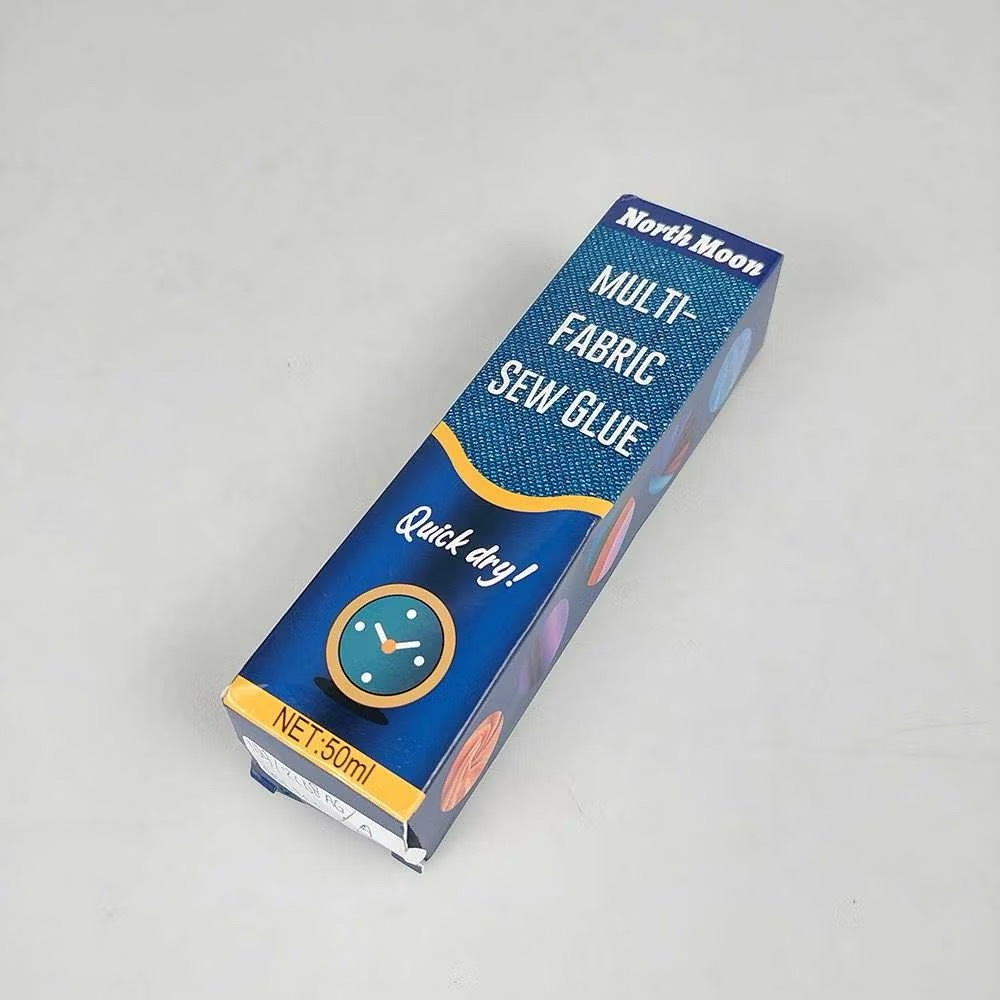 North Moon
MULTI-
FABRIC
SEW GLUE
Quick dry!
NET:50ml